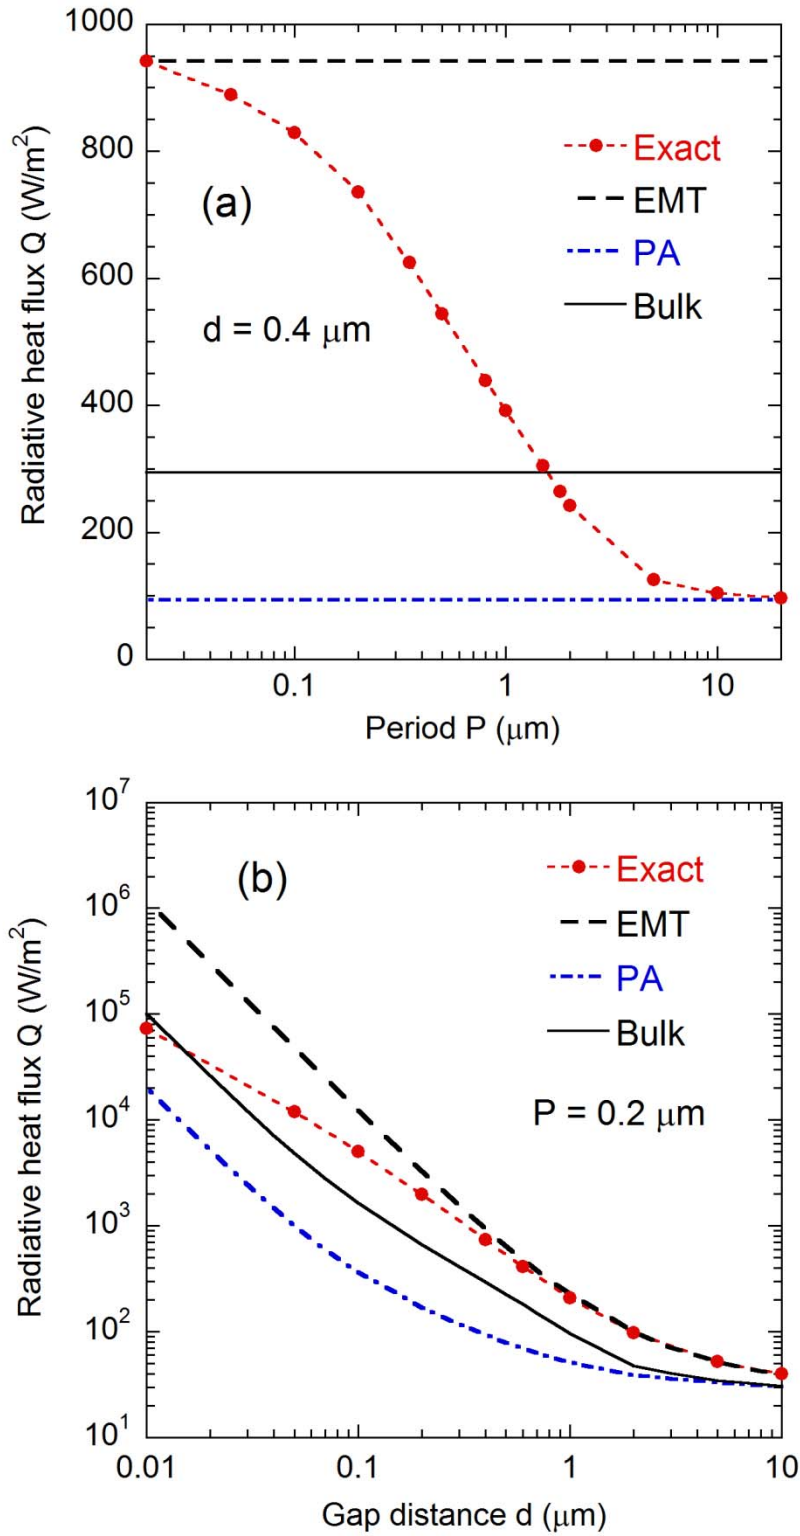 1000
800
600
400
200
0
Radiative heat flux Q (W/m²)
(a)
d = 0.4 μm
Exact
EMT
PA
Bulk
0.1
1
10
Period P (μm)
10⁷
10⁶
10⁵
10⁴
10³
10²
10¹
Radiative heat flux Q (W/m²)
(b)
Exact
EMT
PA
Bulk
P = 0.2 μm
0.01
0.1
1
10
Gap distance d (μm)